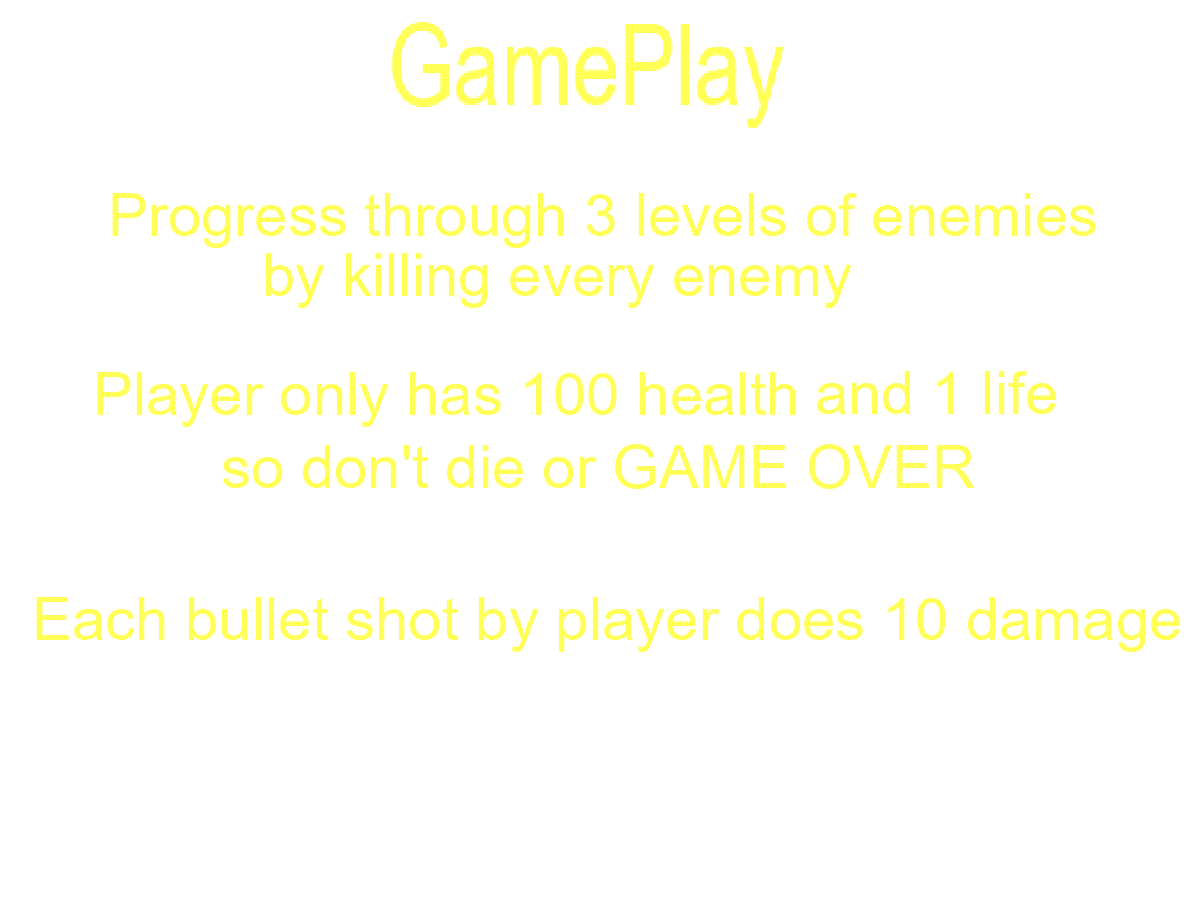 GamePlay
Progress through 3 levels of enemies
by killing every enemy
Player only has 100 health and 1 life
so don't die or GAME OVER
Each bullet shot by player does 10 damage